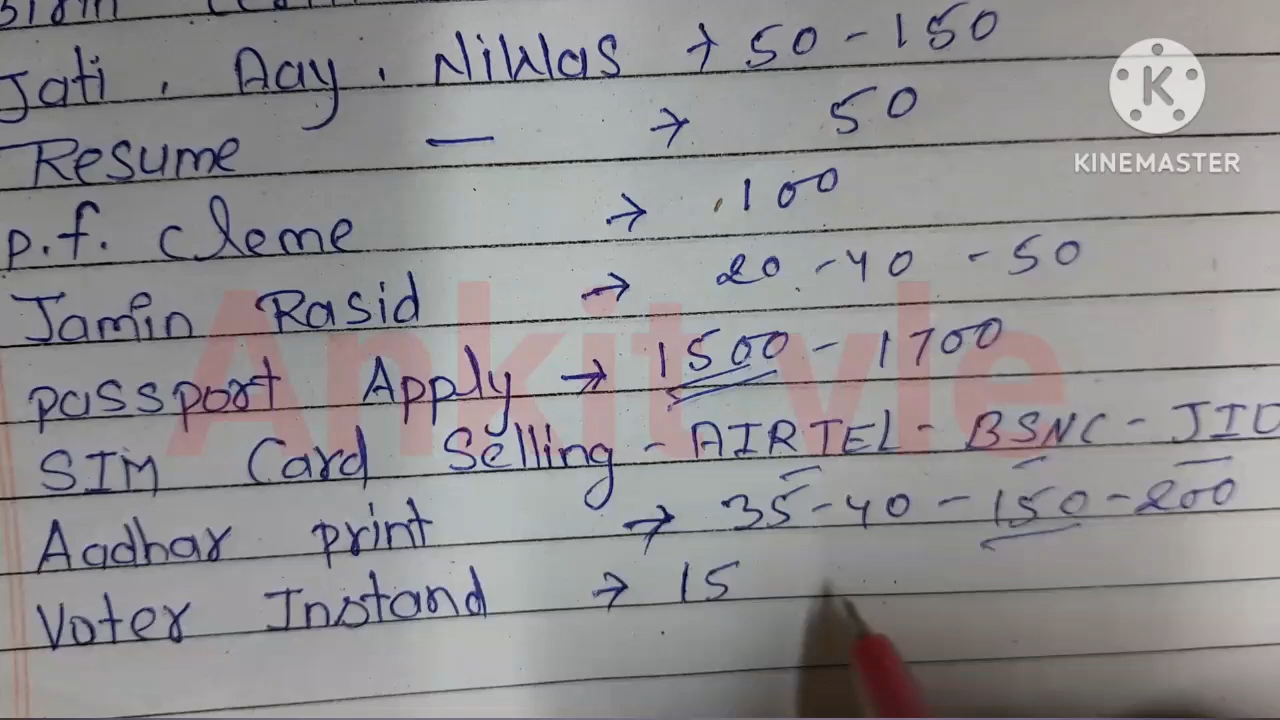 Jati, Aay, Niwas → 50-150
Resume — → 50
P.f. Cleme → 100
Jamin Rasid → 20-40-50
Passport Apply → 1500-1700
SIM Card Selling - AIRTEL - BSNL - JIO
Aadhar print → 35-40-150-200
Voter Instand → 15
K
KINEMASTER
Ankitvle